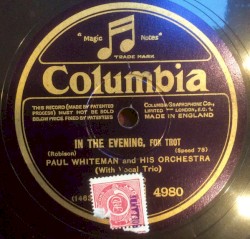 "Magic Notes"
TRADE MARK
Columbia
THIS RECORD (MADE BY PATENTED
PROCESS) MUST NOT BE SOLD
BELOW PRICE FIXED BY PATENTEES
COLUMBIA GRAPHOPHONE CO.
LONDON, E.C.1.
MADE IN ENGLAND
IN THE EVENING, FOX TROT
(Robison)
(Speed 78)
PAUL WHITEMAN and HIS ORCHESTRA
(With Vocal Trio)
4980